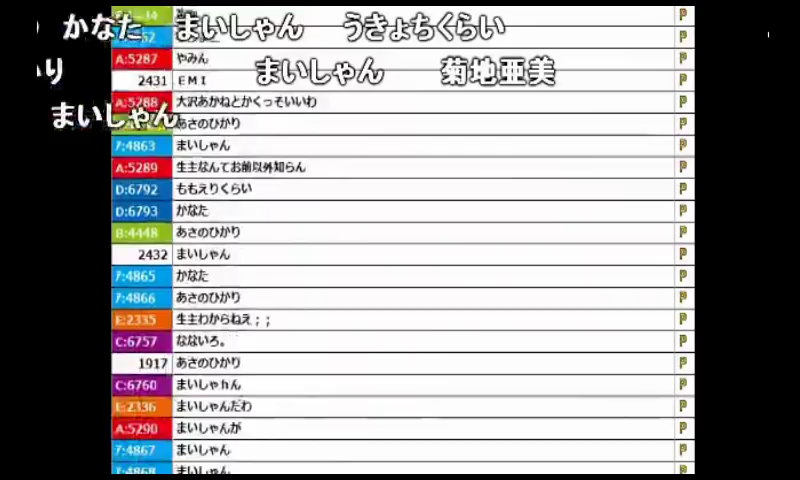 かなた まいしゃん うきょちくらい
まいしゃん 菊地亜美
まいしゃん
A:5287 やみん P
2431 ＥＭＩ P
A:5288 大沢あかねとかくっそいいわ P
あさのひかり P
ｱ:4863 まいしゃん P
A:5289 生主なんてお前以外知らん P
D:6792 ももえりくらい P
D:6793 かなた P
B:4448 あさのひかり P
2432 まいしゃん P
ｱ:4865 かなた P
ｱ:4866 あさのひかり P
E:2335 生主わからねえ；； P
C:6757 なないろ。 P
1917 あさのひかり P
C:6760 まいしゃｈん P
E:2336 まいしゃんだわ P
A:5290 まいしゃんが P
ｱ:4867 まいしゃん P
ｱ:4868 まいしゃん P